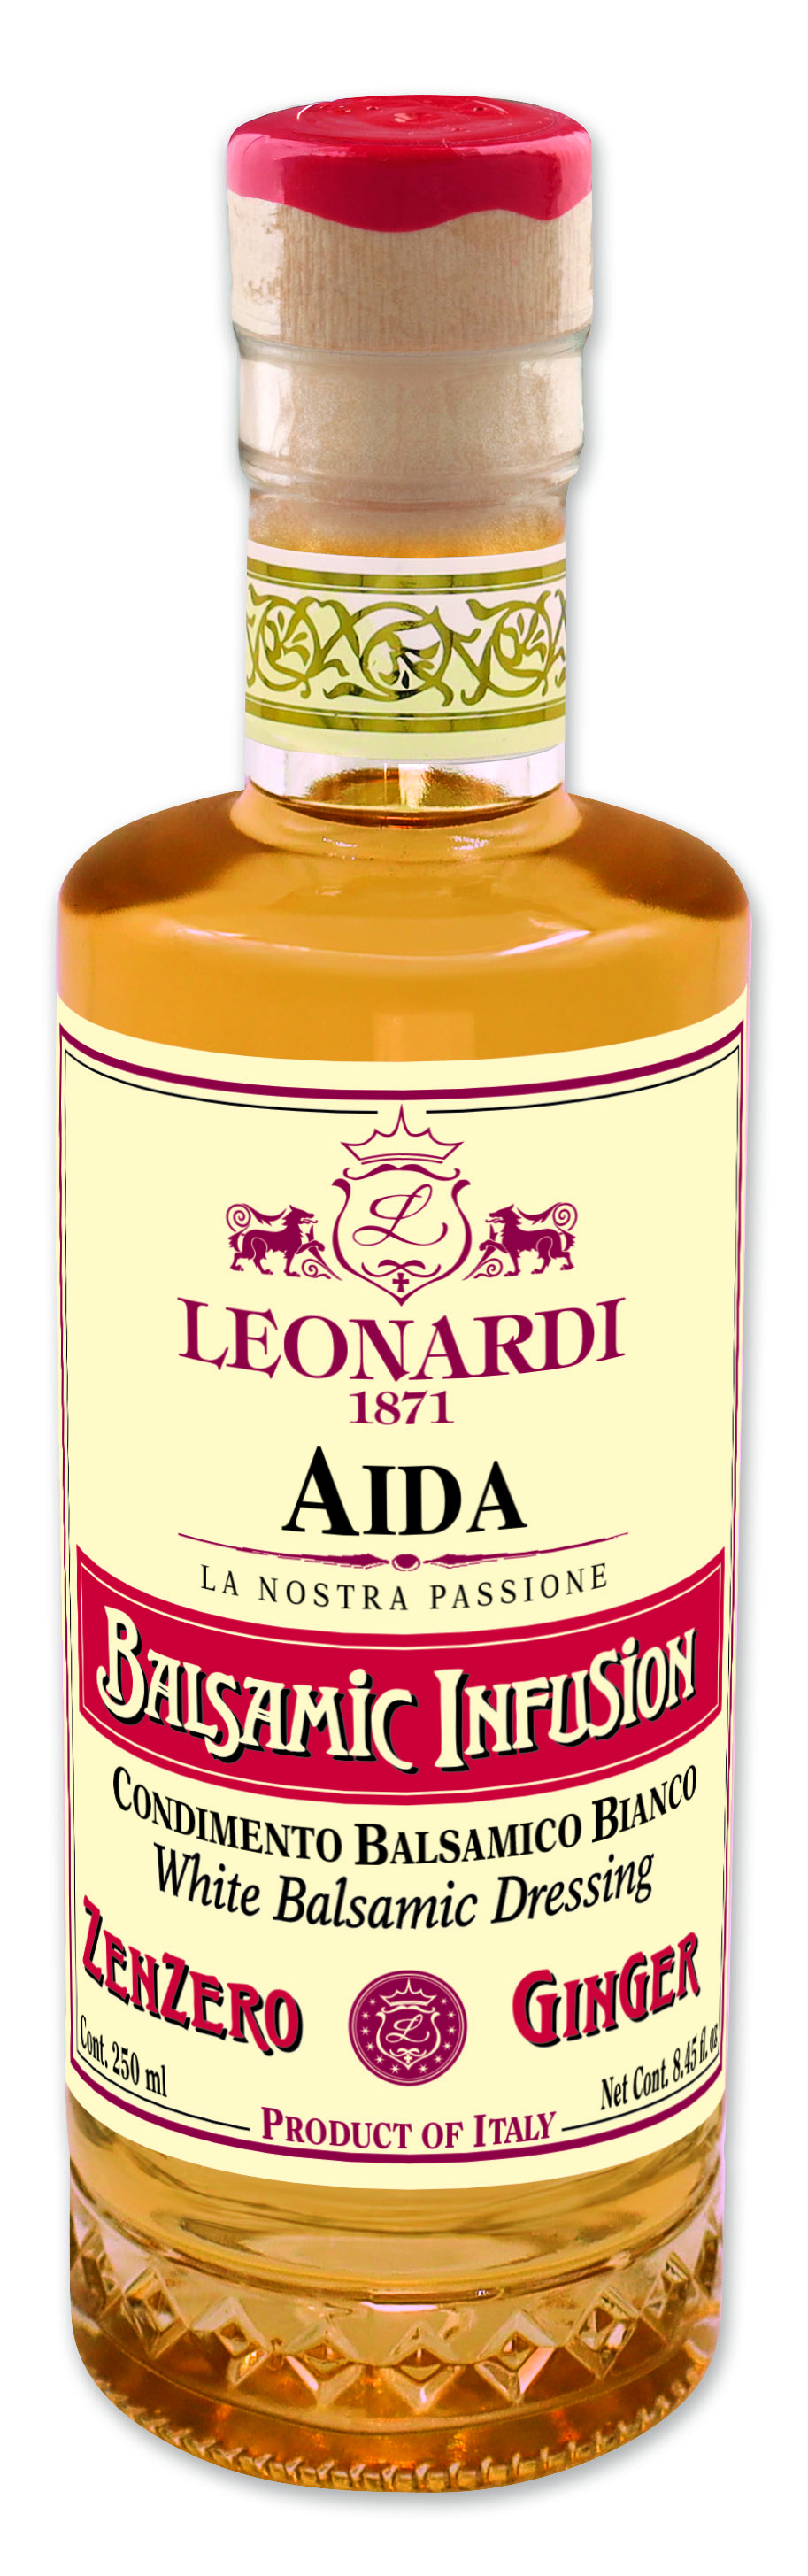 L
LEONARDI
1871
AIDA
LA NOSTRA PASSIONE
BALSAMIC INFUSION
CONDIMENTO BALSAMICO BIANCO
White Balsamic Dressing
ZENZERO
L
GINGER
Cont. 250 ml
Net Cont. 8.45 fl. oz
PRODUCT OF ITALY